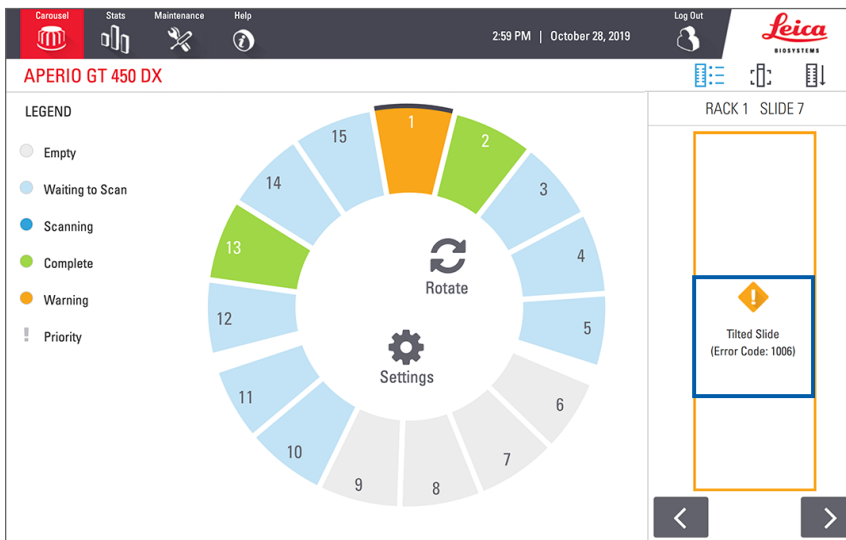 Carousel Stats Maintenance Help 2:59 PM | October 28, 2019 Log Out
Leica
BIOSYSTEMS
APERIO GT 450 DX
RACK 1 SLIDE 7
LEGEND
Empty
Waiting to Scan
Scanning
Complete
Warning
Priority
1
2
3
4
5
6
7
8
9
10
11
12
13
14
15
Rotate
Settings
Tilted Slide
(Error Code: 1006)